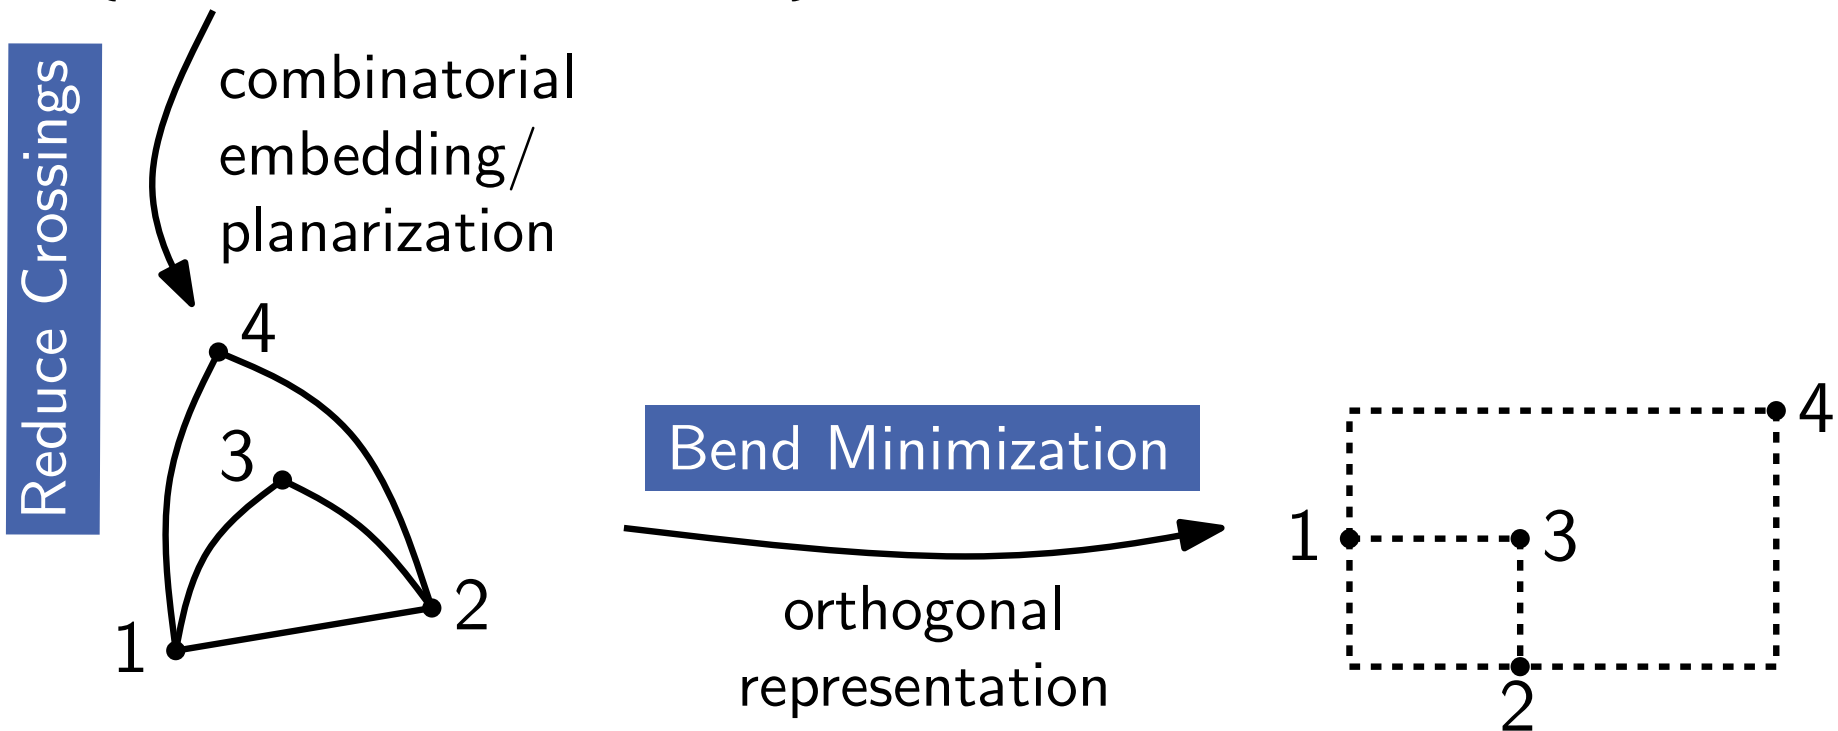 Reduce Crossings
combinatorial
embedding/
planarization
4
3
2
1
Bend Minimization
orthogonal
representation
4
1
3
2